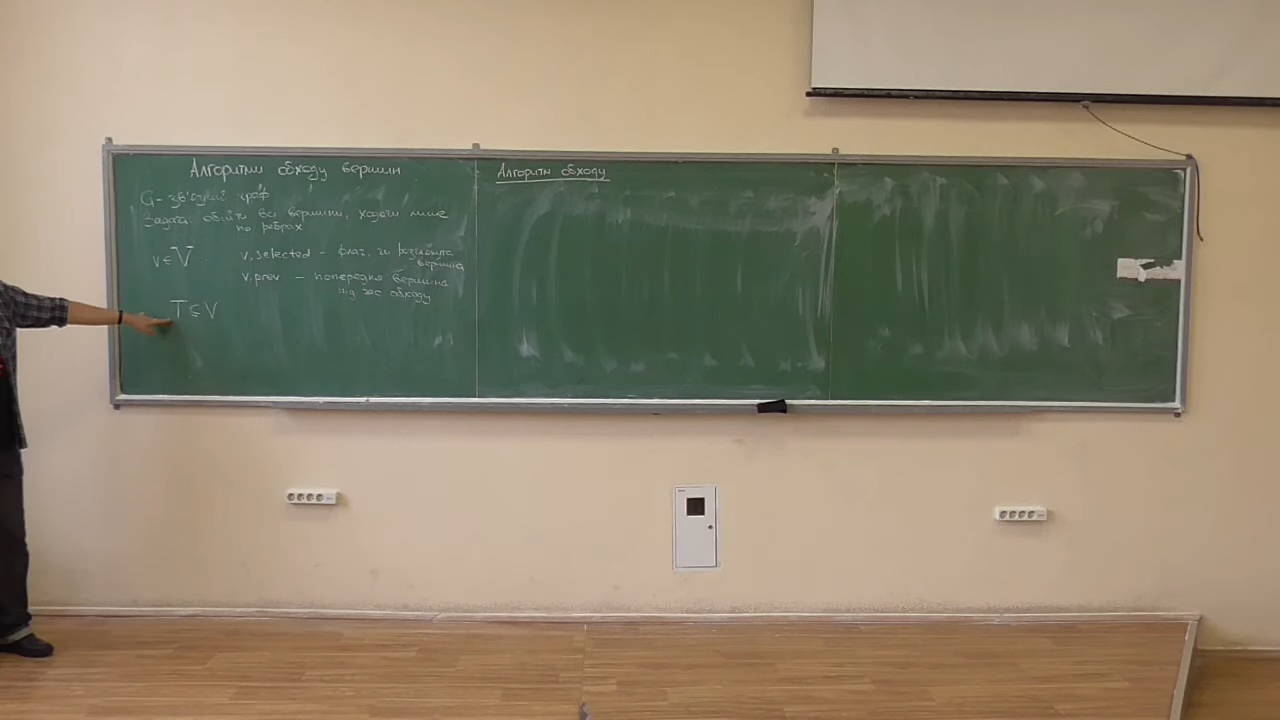 Алгоритми обходу вершин
G - зв'язний граф
Задача: обійти всі вершини, ходячи лише
по ребрах
v ∈ V v.selected - флаг, чи розглянута
вершина
v.prev - попередня вершина
під час обходу
T ⊆ V
Алгоритм обходу